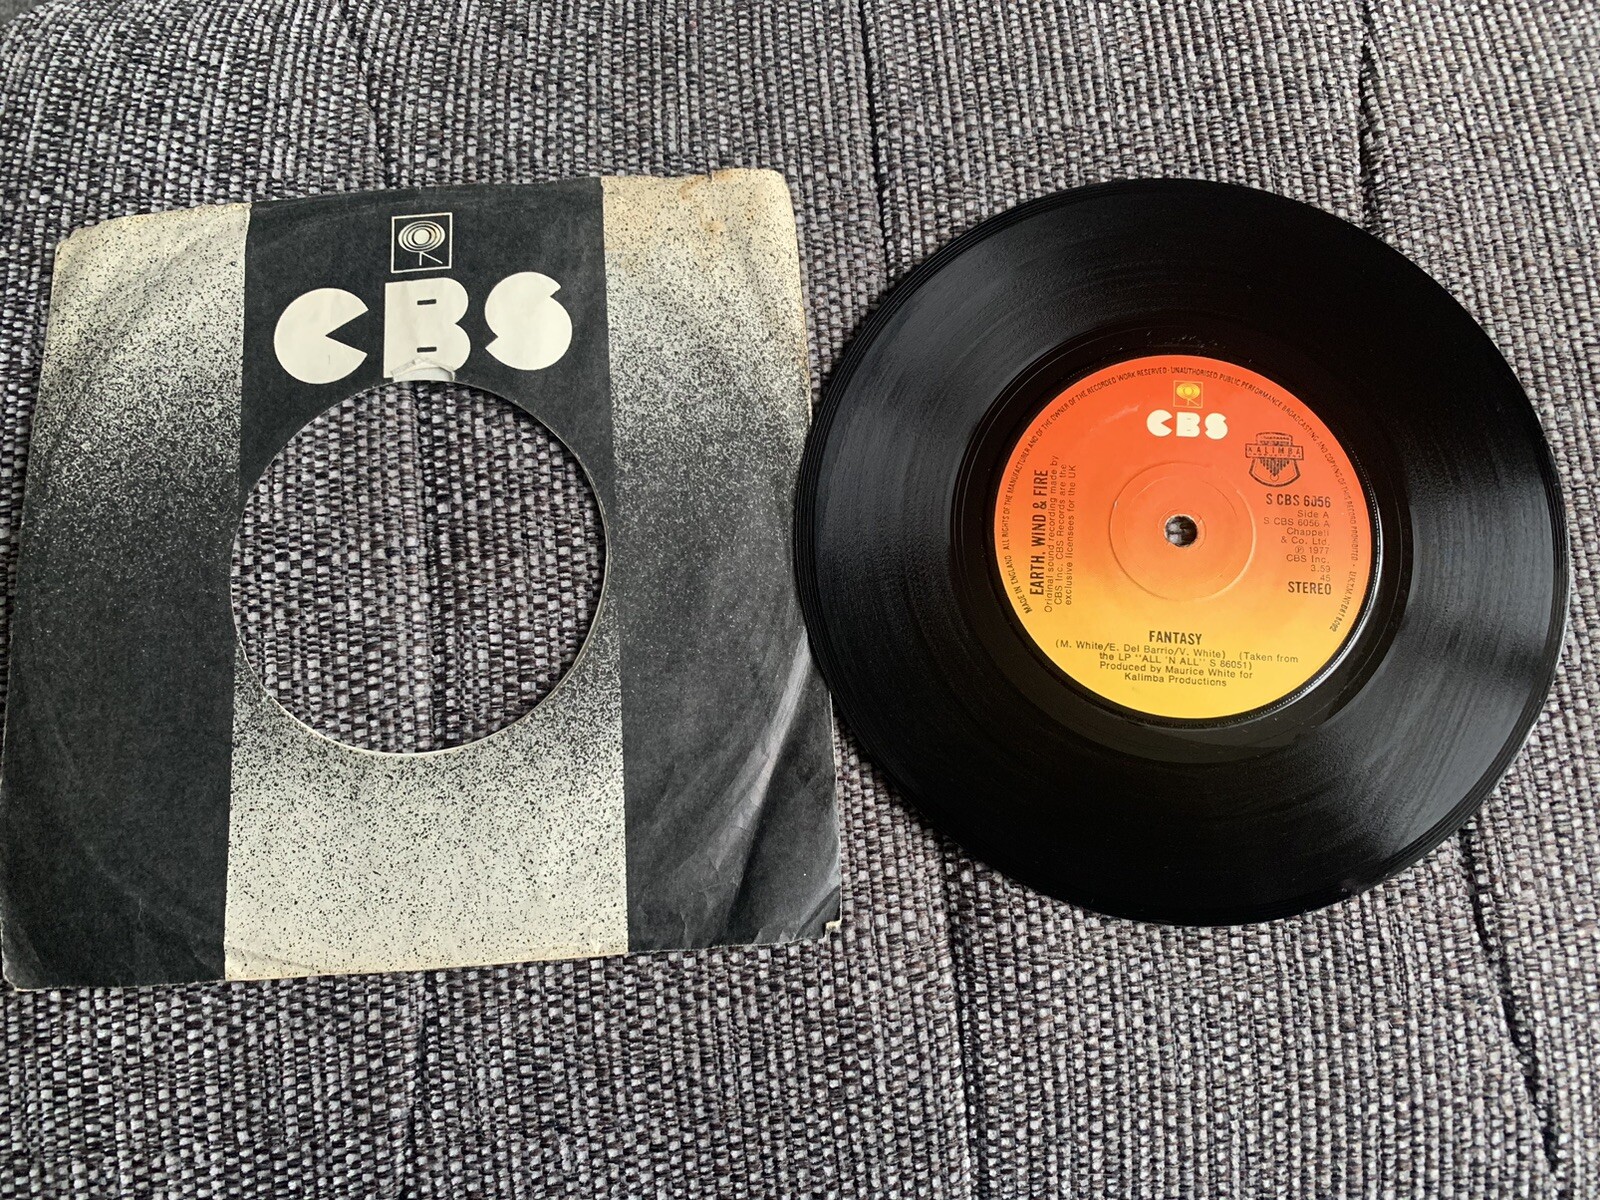 CBS
CBS
KALIMBA
MADE IN ENGLAND ALL RIGHTS OF THE MANUFACTURER AND OF THE OWNER OF THE RECORDED WORK RESERVED · UNAUTHORISED PUBLIC PERFORMANCE BROADCASTING AND COPYING OF THIS RECORD PROHIBITED
EARTH, WIND & FIRE
Original sound recording made by
CBS Inc. CBS Records are the
exclusive licensees for the UK
S CBS 6056
Side A
S CBS 6056 A
Chappell
& Co. Ltd.
℗ 1977
CBS Inc.
3.59
45
STEREO
FANTASY
(M. White/E. Del Barrio/V. White) (Taken from
the LP "ALL 'N ALL" S 86051)
Produced by Maurice White for
Kalimba Productions